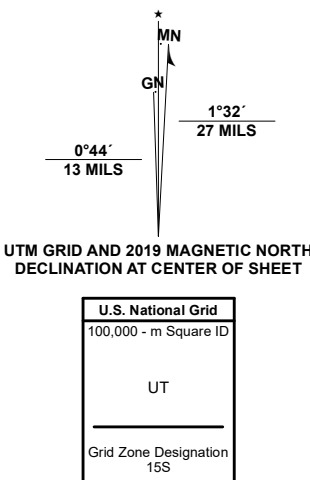 ★
MN
GN
1°32´
27 MILS
0°44´
13 MILS
UTM GRID AND 2019 MAGNETIC NORTH
DECLINATION AT CENTER OF SHEET
U.S. National Grid
100,000 - m Square ID
UT
Grid Zone Designation
15S